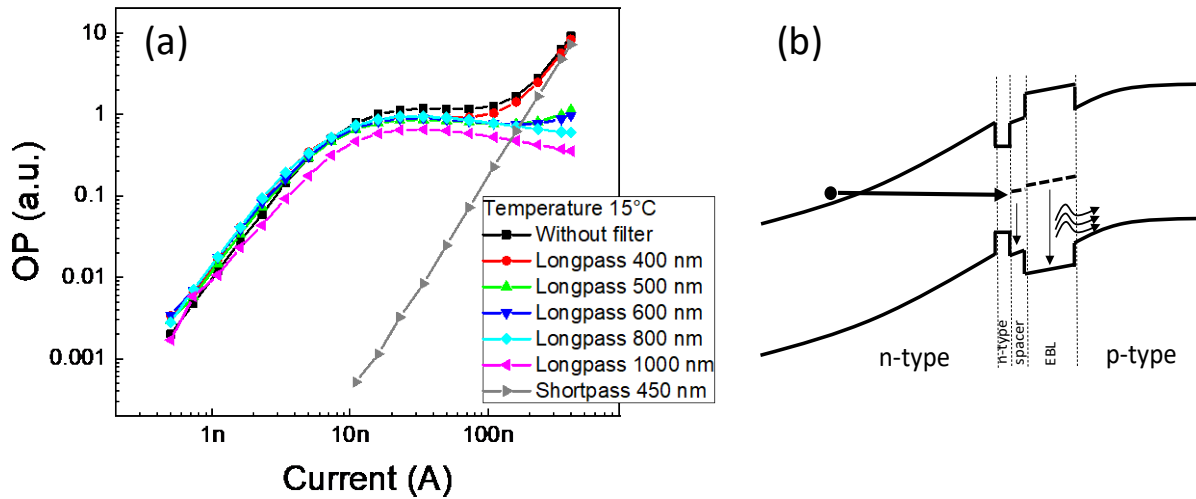 (a)
10
1
0.1
0.01
0.001
OP (a.u.)
Temperature 15°C
Without filter
Longpass 400 nm
Longpass 500 nm
Longpass 600 nm
Longpass 800 nm
Longpass 1000 nm
Shortpass 450 nm
1n
10n
100n
Current (A)
(b)
n-type
n-type
spacer
EBL
p-type